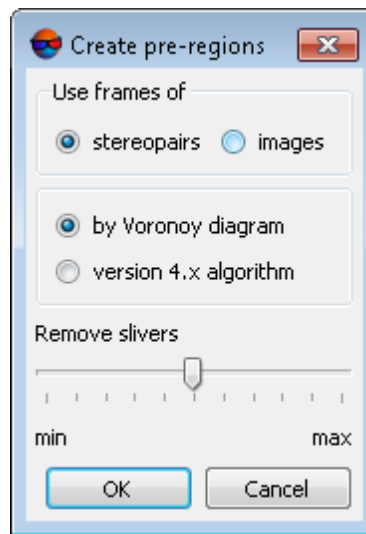 Create pre-regions
Use frames of
stereopairs images
by Voronoy diagram
version 4.x algorithm
Remove slivers
min max
OK Cancel